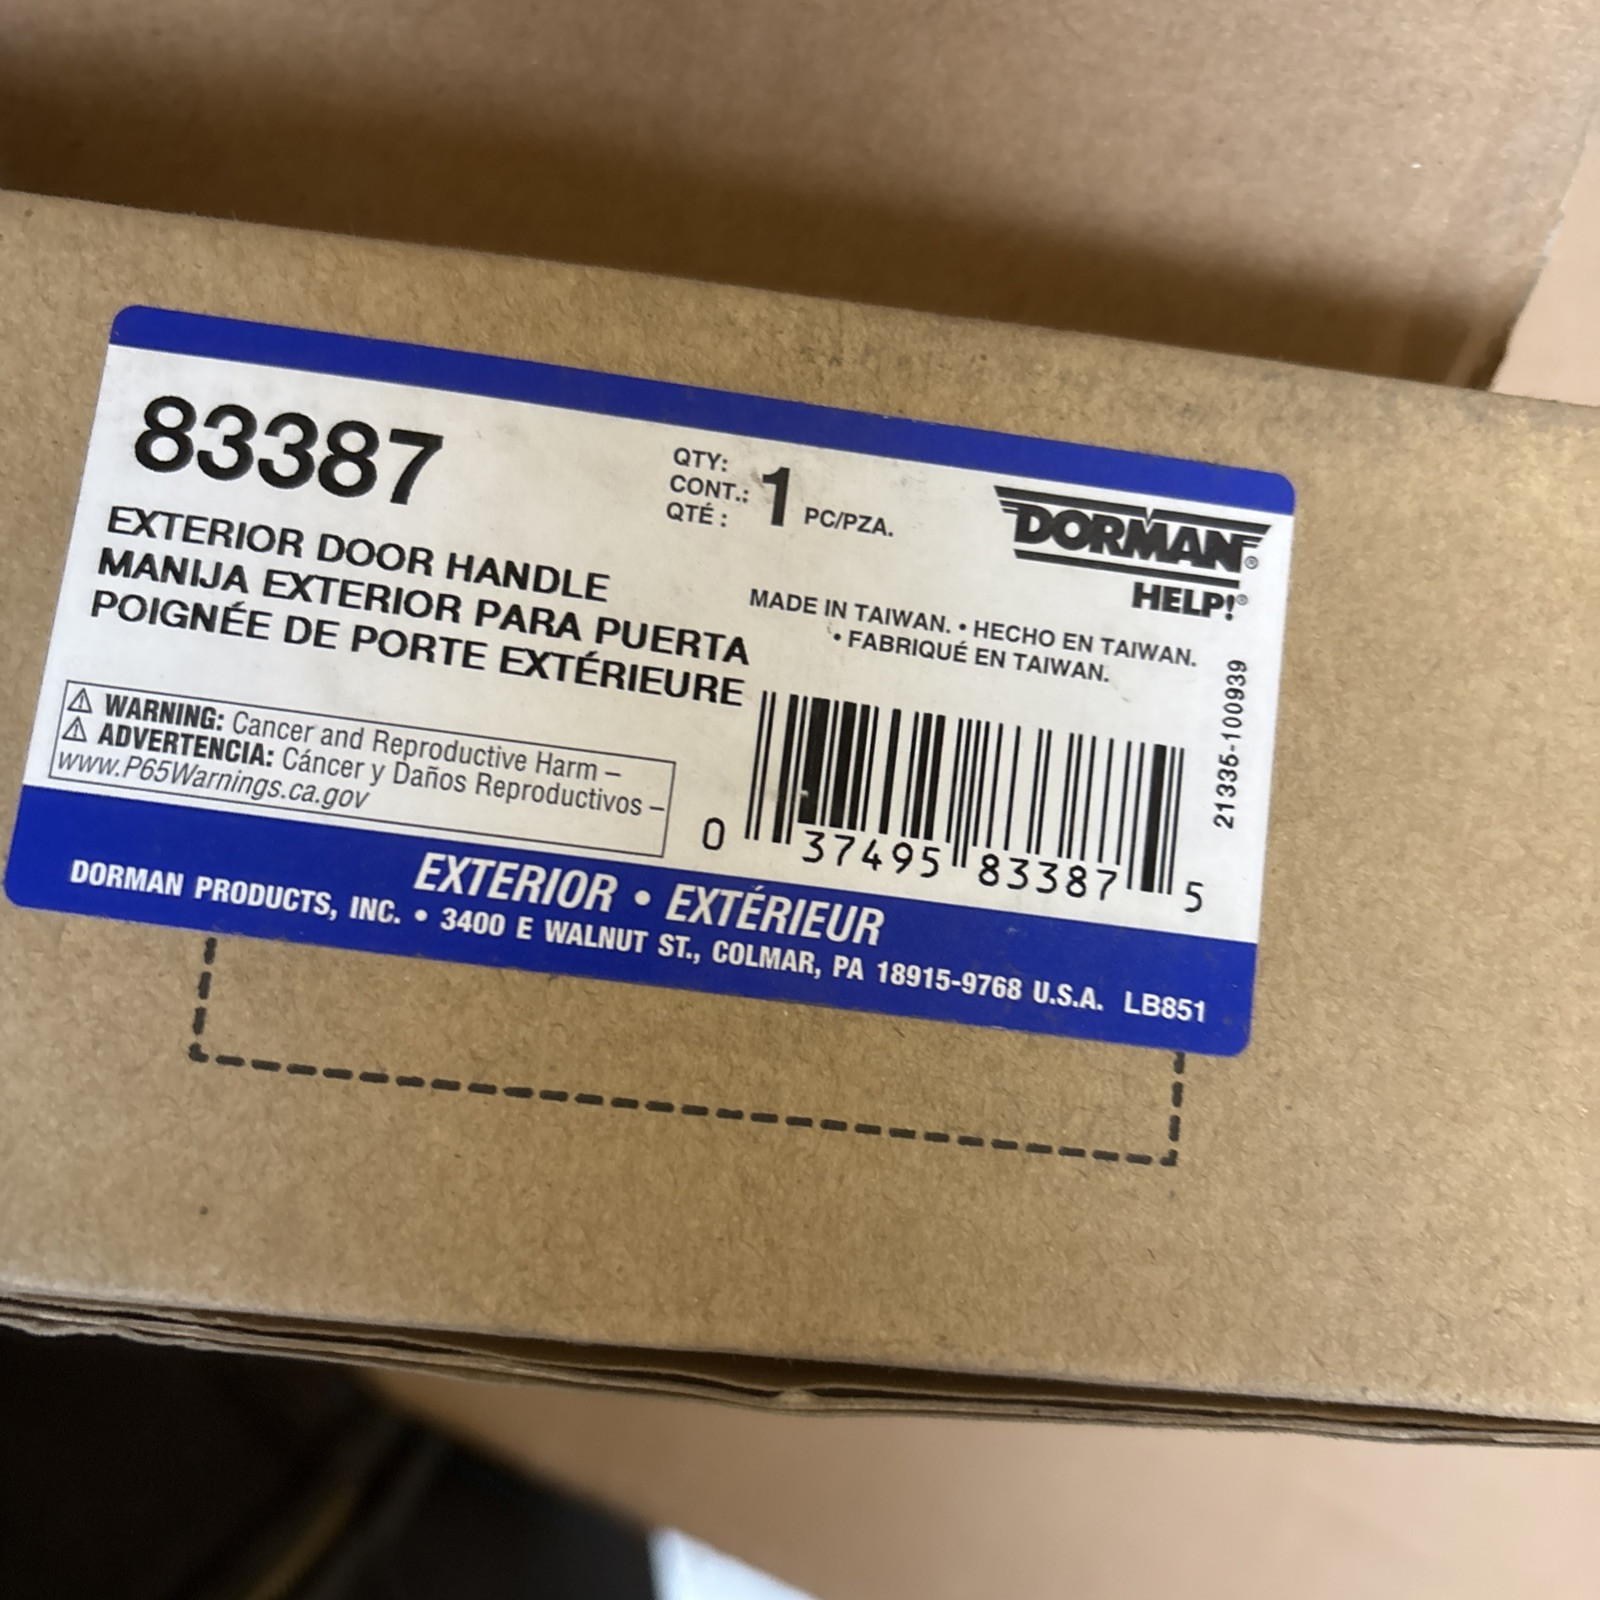 83387
QTY:
CONT.: 1 PC/PZA.
QTÉ :
DORMAN®
HELP!®
EXTERIOR DOOR HANDLE
MANIJA EXTERIOR PARA PUERTA
POIGNÉE DE PORTE EXTÉRIEURE
MADE IN TAIWAN. • HECHO EN TAIWAN.
• FABRIQUÉ EN TAIWAN.
⚠ WARNING: Cancer and Reproductive Harm –
⚠ ADVERTENCIA: Cáncer y Daños Reproductivos –
www.P65Warnings.ca.gov
0 37495 83387 5
21335-100939
EXTERIOR • EXTÉRIEUR
DORMAN PRODUCTS, INC. • 3400 E WALNUT ST., COLMAR, PA 18915-9768 U.S.A. LB851